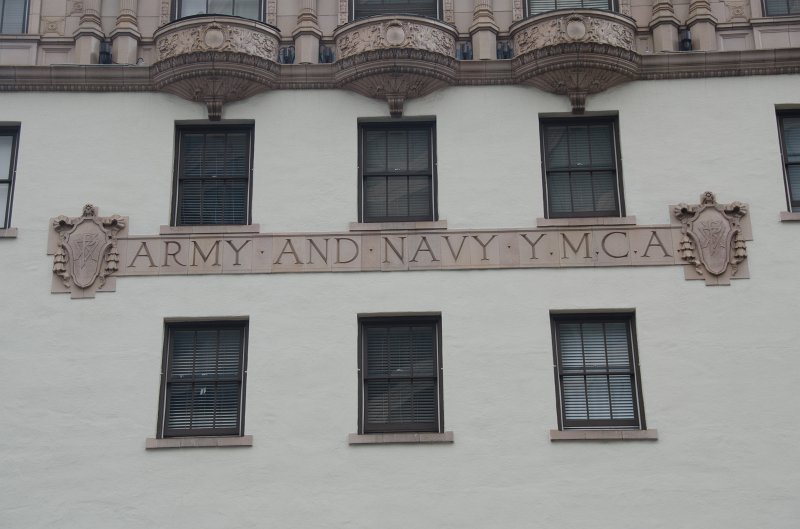 ARMY · AND · NAVY · Y·M·C·A